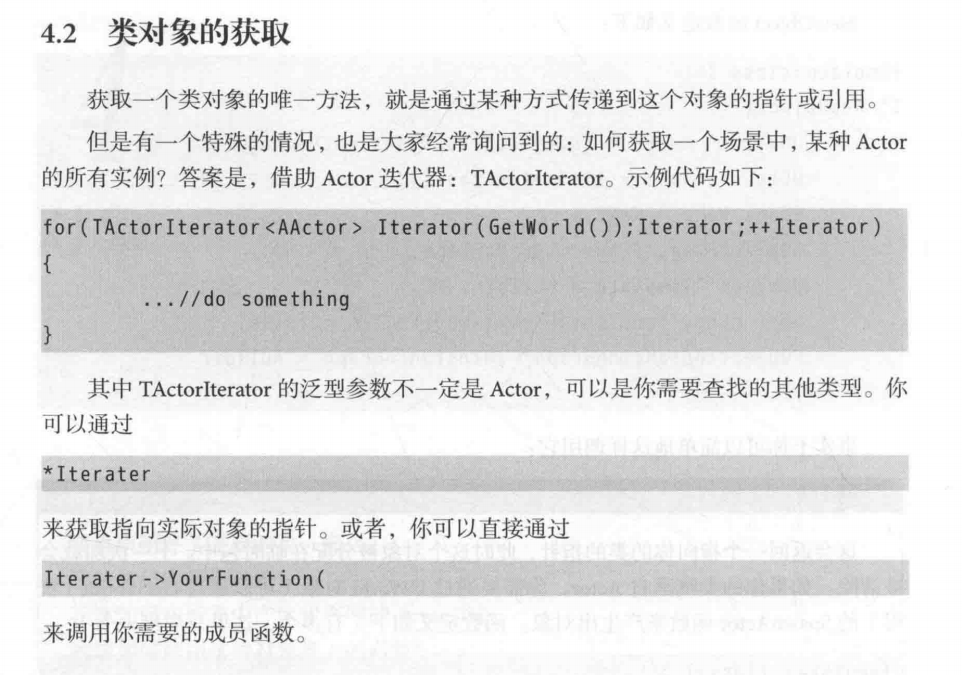 4.2 类对象的获取
获取一个类对象的唯一方法，就是通过某种方式传递到这个对象的指针或引用。
但是有一个特殊的情况，也是大家经常询问到的：如何获取一个场景中，某种 Actor
的所有实例？答案是，借助 Actor 迭代器：TActorIterator。示例代码如下：
for(TActorIterator<AActor> Iterator(GetWorld());Iterator;++Iterator)
{
...//do something
}
其中 TActorIterator 的泛型参数不一定是 Actor，可以是你需要查找的其他类型。你
可以通过
*Iterater
来获取指向实际对象的指针。或者，你可以直接通过
Iterater->YourFunction(
来调用你需要的成员函数。